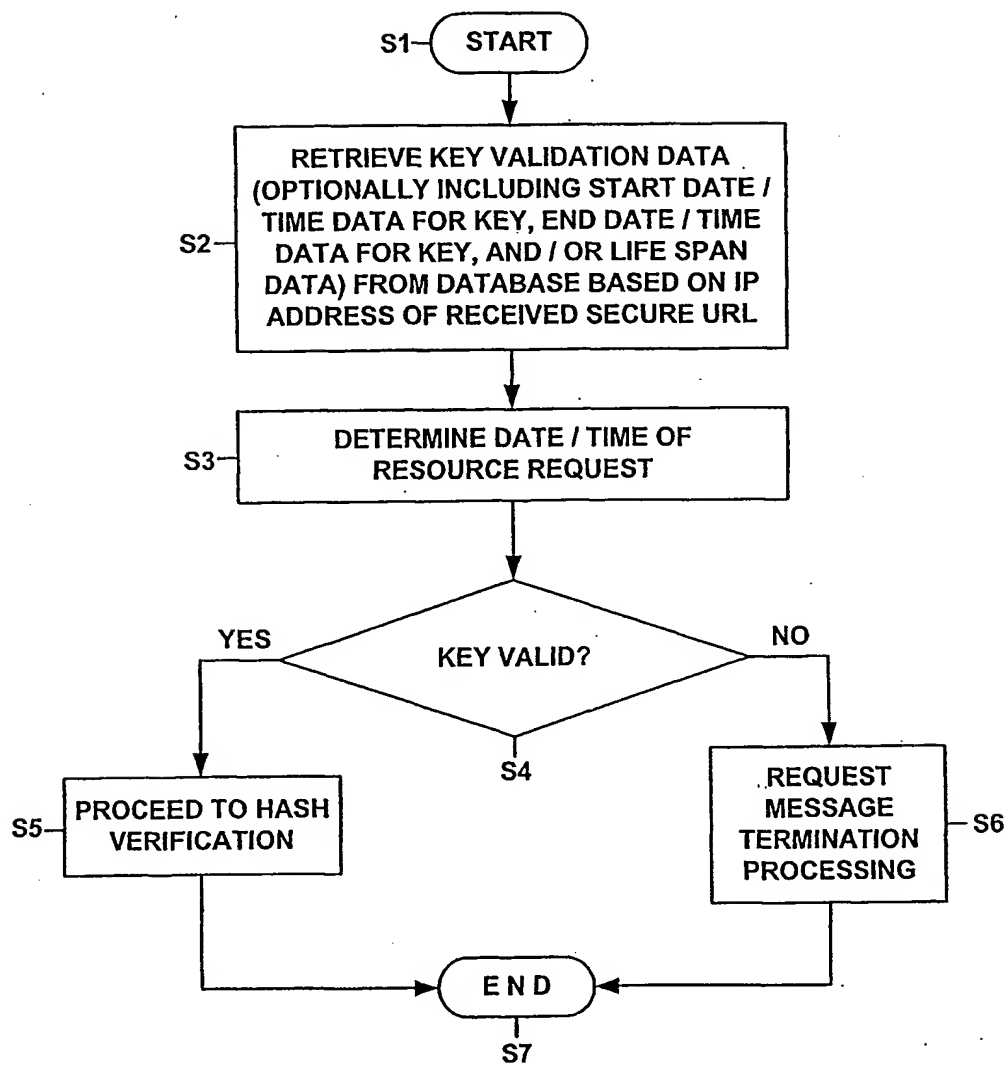 S1
START
RETRIEVE KEY VALIDATION DATA
(OPTIONALLY INCLUDING START DATE /
TIME DATA FOR KEY, END DATE / TIME
DATA FOR KEY, AND / OR LIFE SPAN
DATA) FROM DATABASE BASED ON IP
ADDRESS OF RECEIVED SECURE URL
S2
DETERMINE DATE / TIME OF
RESOURCE REQUEST
S3
YES
KEY VALID?
NO
S4
S5
PROCEED TO HASH
VERIFICATION
REQUEST
MESSAGE
TERMINATION
PROCESSING
S6
E N D
S7